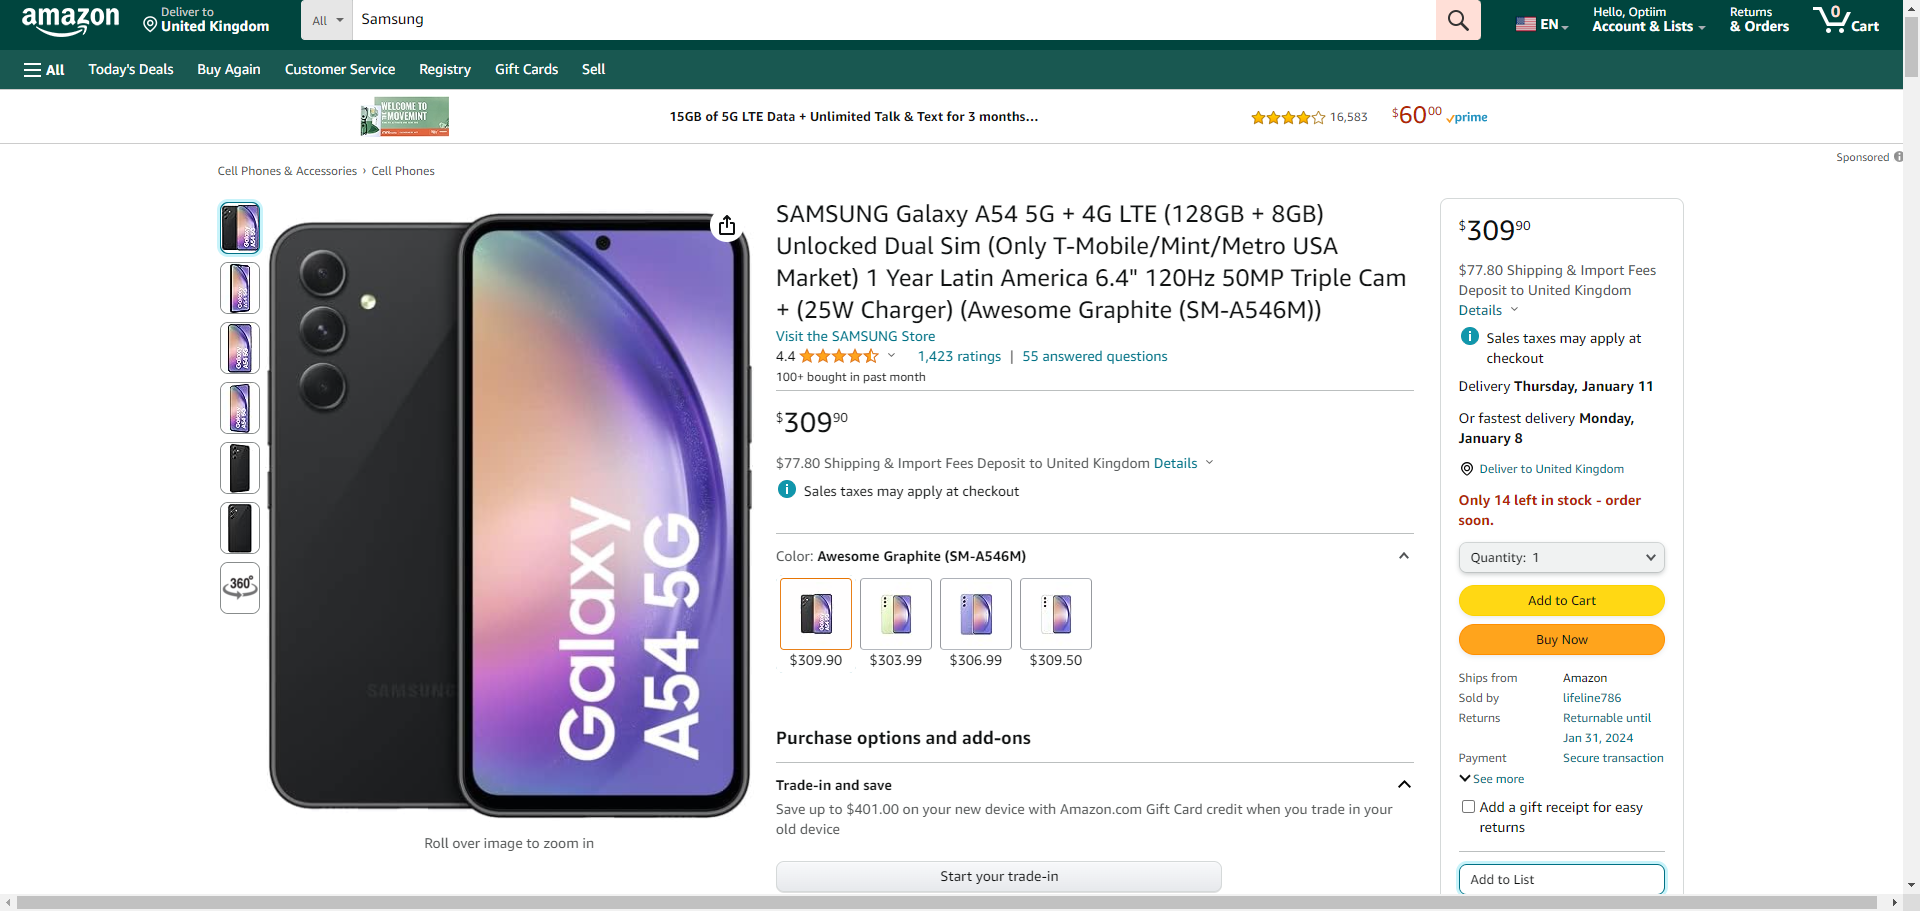 amazon
Deliver to
United Kingdom
All
Samsung
EN
Hello, Optiim
Account & Lists
Returns
& Orders
0
Cart
All
Today's Deals
Buy Again
Customer Service
Registry
Gift Cards
Sell
WELCOME TO
THE MOVEMINT
15GB of 5G LTE Data + Unlimited Talk & Text for 3 months...
16,583
$6000
prime
Sponsored
Cell Phones & Accessories › Cell Phones
360°
SAMSUNG
Galaxy
A54 5G
Roll over image to zoom in
SAMSUNG Galaxy A54 5G + 4G LTE (128GB + 8GB)
Unlocked Dual Sim (Only T-Mobile/Mint/Metro USA
Market) 1 Year Latin America 6.4" 120Hz 50MP Triple Cam
+ (25W Charger) (Awesome Graphite (SM-A546M))
Visit the SAMSUNG Store
4.4
1,423 ratings | 55 answered questions
100+ bought in past month
$30990
$77.80 Shipping & Import Fees Deposit to United Kingdom Details
Sales taxes may apply at checkout
Color: Awesome Graphite (SM-A546M)
$309.90
$303.99
$306.99
$309.50
Purchase options and add-ons
Trade-in and save
Save up to $401.00 on your new device with Amazon.com Gift Card credit when you trade in your
old device
Start your trade-in
$30990
$77.80 Shipping & Import Fees
Deposit to United Kingdom
Details
Sales taxes may apply at
checkout
Delivery Thursday, January 11
Or fastest delivery Monday,
January 8
Deliver to United Kingdom
Only 14 left in stock - order
soon.
Quantity: 1
Add to Cart
Buy Now
Ships from Amazon
Sold by lifeline786
Returns Returnable until
Jan 31, 2024
Payment Secure transaction
See more
Add a gift receipt for easy
returns
Add to List